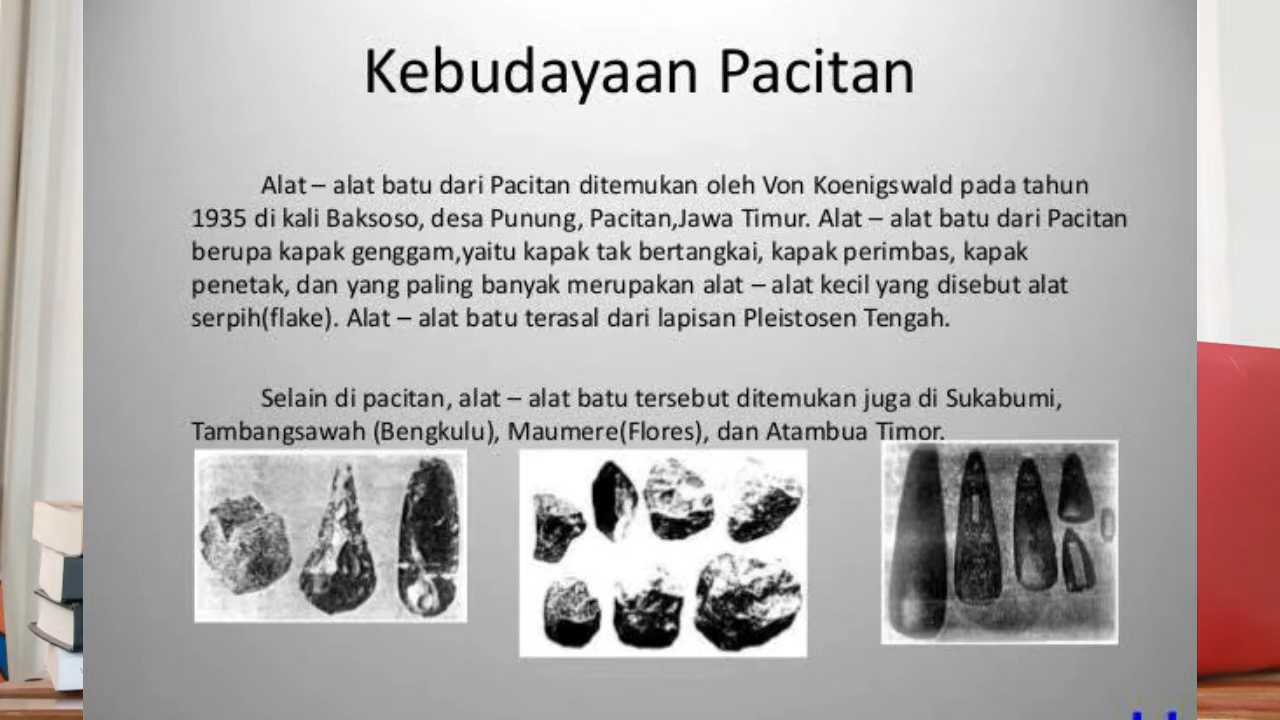 Kebudayaan Pacitan
Alat – alat batu dari Pacitan ditemukan oleh Von Koenigswald pada tahun
1935 di kali Baksoso, desa Punung, Pacitan,Jawa Timur. Alat – alat batu dari Pacitan
berupa kapak genggam,yaitu kapak tak bertangkai, kapak perimbas, kapak
penetak, dan yang paling banyak merupakan alat – alat kecil yang disebut alat
serpih(flake). Alat – alat batu terasal dari lapisan Pleistosen Tengah.
Selain di pacitan, alat – alat batu tersebut ditemukan juga di Sukabumi,
Tambangsawah (Bengkulu), Maumere(Flores), dan Atambua Timor.